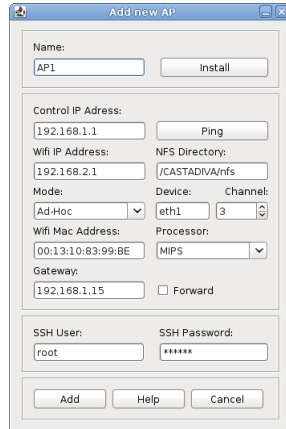 Add new AP
Name:
AP1 Install
Control IP Adress:
192.168.1.1 Ping
Wifi IP Address: NFS Directory:
192.168.2.1 /CASTADIVA/nfs
Mode: Device: Channel:
Ad-Hoc eth1 3
Wifi Mac Address: Processor:
00:13:10:83:99:BE MIPS
Gateway:
192.168.1.15 Forward
SSH User: SSH Password:
root ******
Add Help Cancel